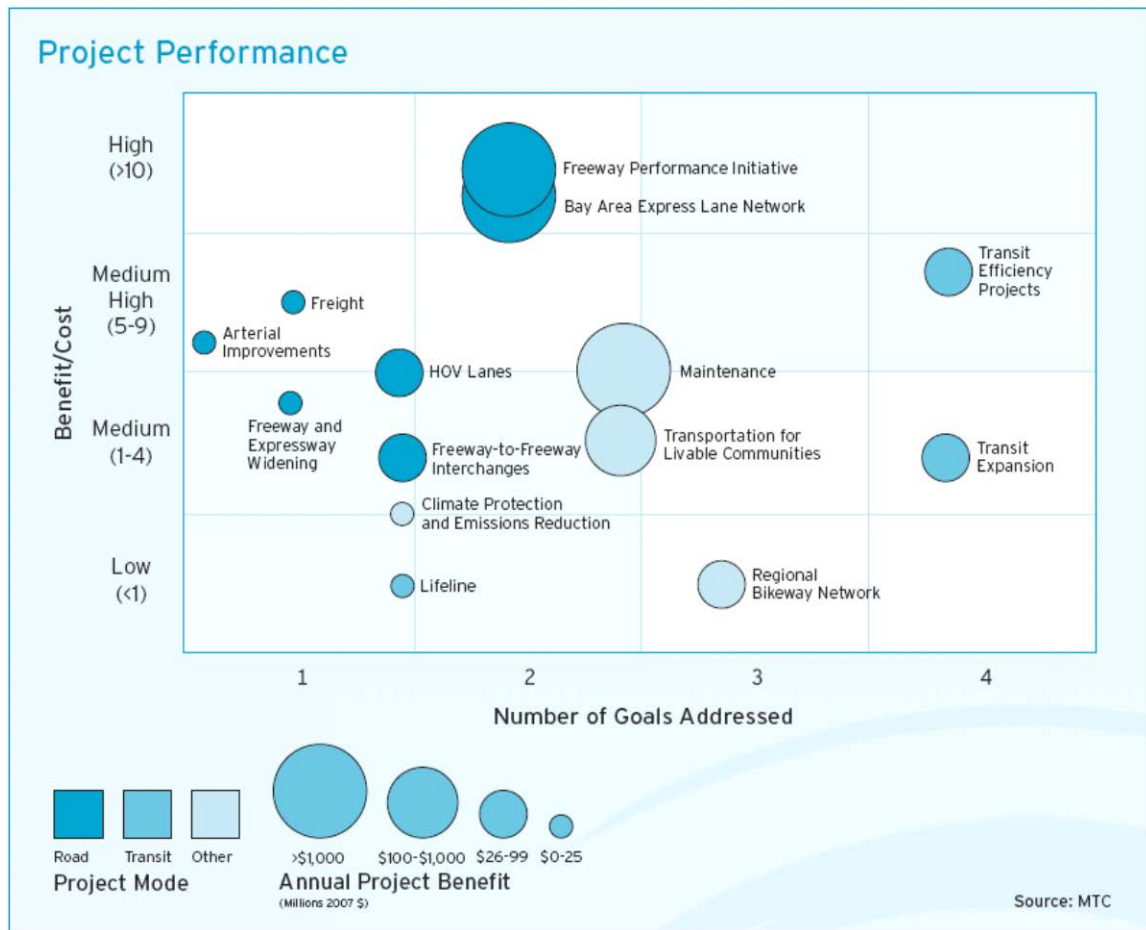 Project Performance
High
(>10)
Freeway Performance Initiative
Bay Area Express Lane Network
Medium
High
(5-9)
Transit
Efficiency
Projects
Freight
Arterial
Improvements
HOV Lanes
Maintenance
Benefit/Cost
Medium
(1-4)
Freeway and
Expressway
Widening
Freeway-to-Freeway
Interchanges
Transportation for
Livable Communities
Transit
Expansion
Climate Protection
and Emissions Reduction
Low
(<1)
Lifeline
Regional
Bikeway Network
1 2 3 4
Number of Goals Addressed
Road Transit Other
Project Mode
>$1,000 $100-$1,000 $26-99 $0-25
Annual Project Benefit
(Millions 2007 $)
Source: MTC